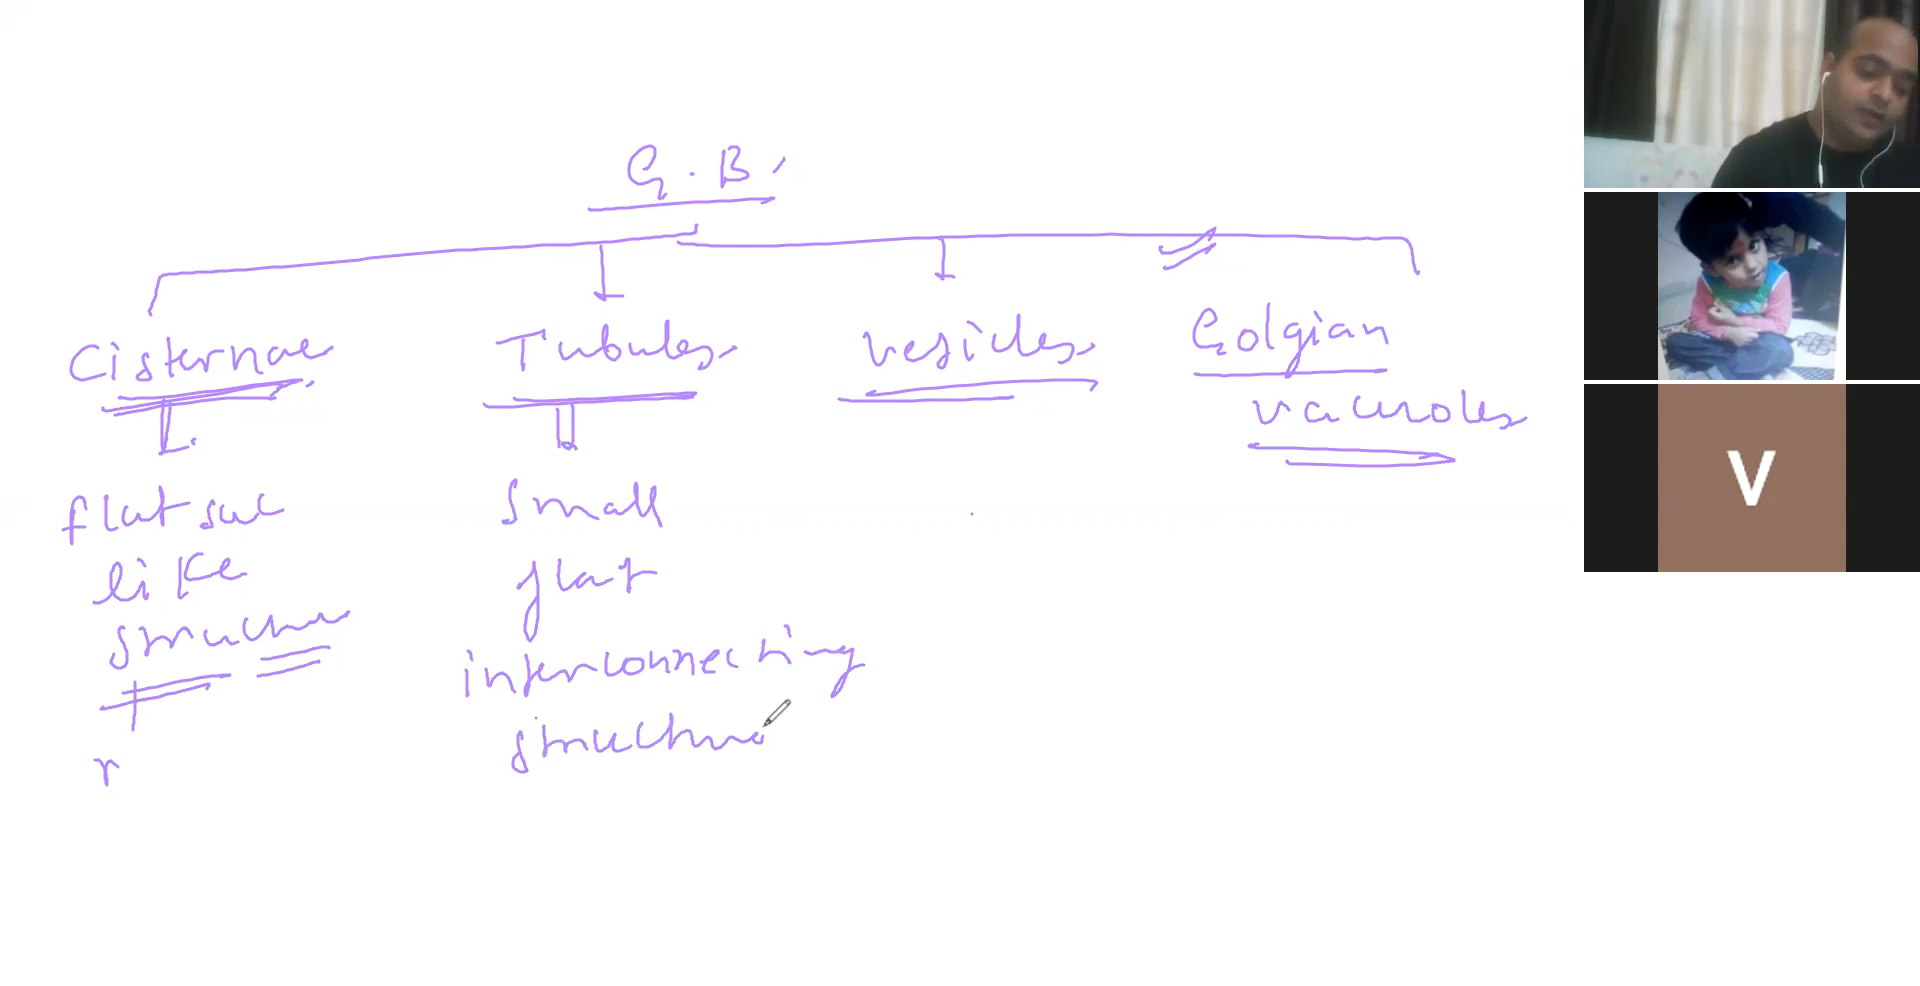 G.B.
Cisternae
Tubules
vesicles
Golgian
vacuoles
flat sac
like
structure
r
small
flat
interconnecting
structure
V